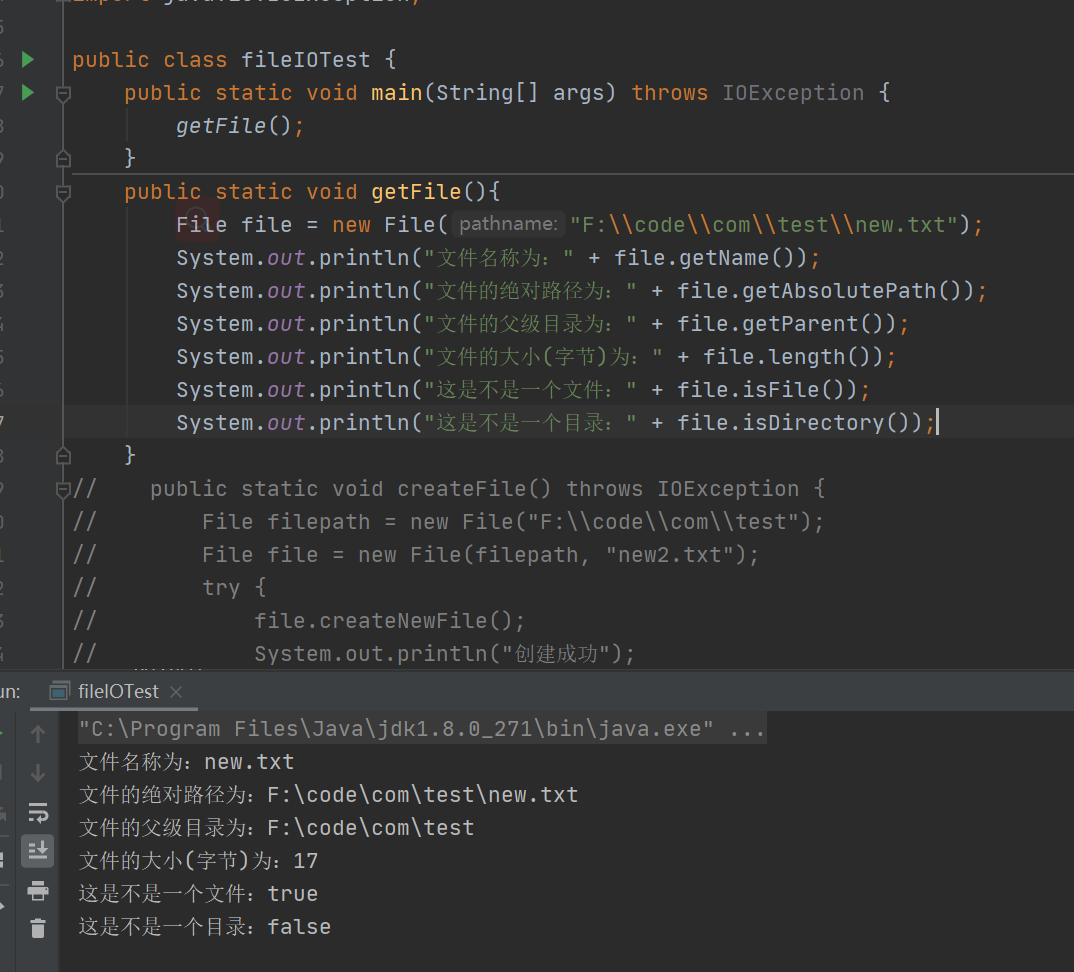 public class fileIOTest {
public static void main(String[] args) throws IOException {
getFile();
}
public static void getFile(){
File file = new File( pathname: "F:\\code\\com\\test\\new.txt");
System.out.println("文件名称为：" + file.getName());
System.out.println("文件的绝对路径为：" + file.getAbsolutePath());
System.out.println("文件的父级目录为：" + file.getParent());
System.out.println("文件的大小(字节)为：" + file.length());
System.out.println("这是不是一个文件：" + file.isFile());
System.out.println("这是不是一个目录：" + file.isDirectory());
}
// public static void createFile() throws IOException {
// File filepath = new File("F:\\code\\com\\test");
// File file = new File(filepath, "new2.txt");
// try {
// file.createNewFile();
// System.out.println("创建成功");
un: fileIOTest
"C:\Program Files\Java\jdk1.8.0_271\bin\java.exe" ...
文件名称为：new.txt
文件的绝对路径为：F:\code\com\test\new.txt
文件的父级目录为：F:\code\com\test
文件的大小(字节)为：17
这是不是一个文件：true
这是不是一个目录：false